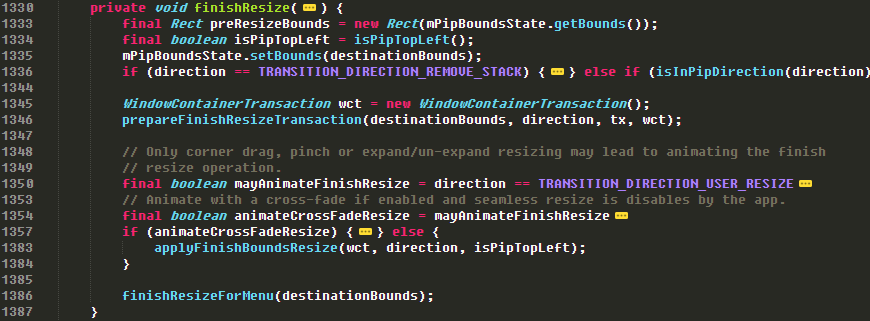 1330 private void finishResize( ⋯ ) {
1333 final Rect preResizeBounds = new Rect(mPipBoundsState.getBounds());
1334 final boolean isPipTopLeft = isPipTopLeft();
1335 mPipBoundsState.setBounds(destinationBounds);
1336 if (direction == TRANSITION_DIRECTION_REMOVE_STACK) { ⋯ } else if (isInPipDirection(direction)
1344
1345 WindowContainerTransaction wct = new WindowContainerTransaction();
1346 prepareFinishResizeTransaction(destinationBounds, direction, tx, wct);
1347
1348 // Only corner drag, pinch or expand/un-expand resizing may lead to animating the finish
1349 // resize operation.
1350 final boolean mayAnimateFinishResize = direction == TRANSITION_DIRECTION_USER_RESIZE ⋯
1353 // Animate with a cross-fade if enabled and seamless resize is disables by the app.
1354 final boolean animateCrossFadeResize = mayAnimateFinishResize ⋯
1357 if (animateCrossFadeResize) { ⋯ } else {
1383 applyFinishBoundsResize(wct, direction, isPipTopLeft);
1384 }
1385
1386 finishResizeForMenu(destinationBounds);
1387 }